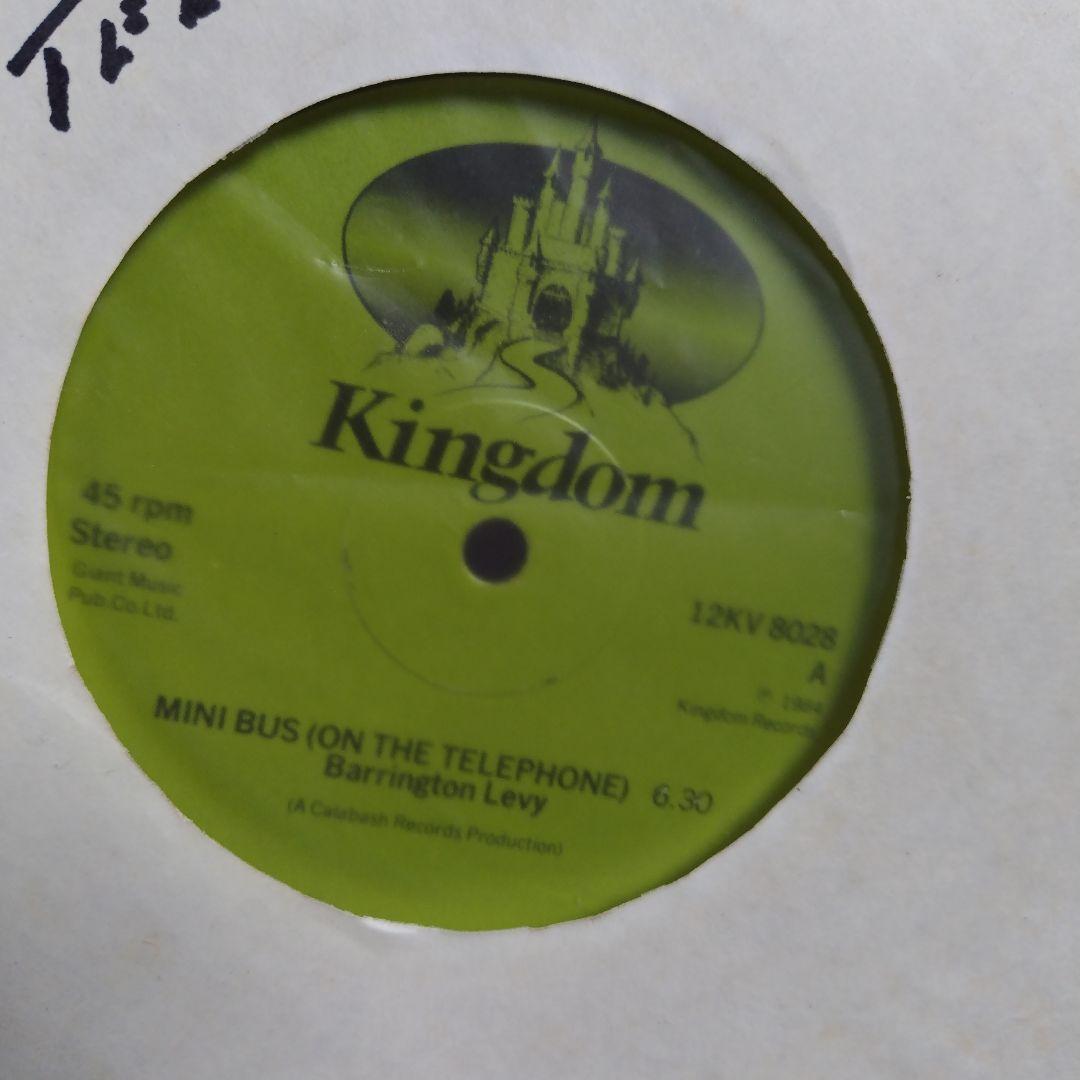 Kingdom
45 rpm
Stereo
Giant Music
Pub.Co.Ltd.
12KV 8028
A
℗ 1984
Kingdom Records
MINI BUS (ON THE TELEPHONE) 6.30
Barrington Levy
(A Calabash Records Production)